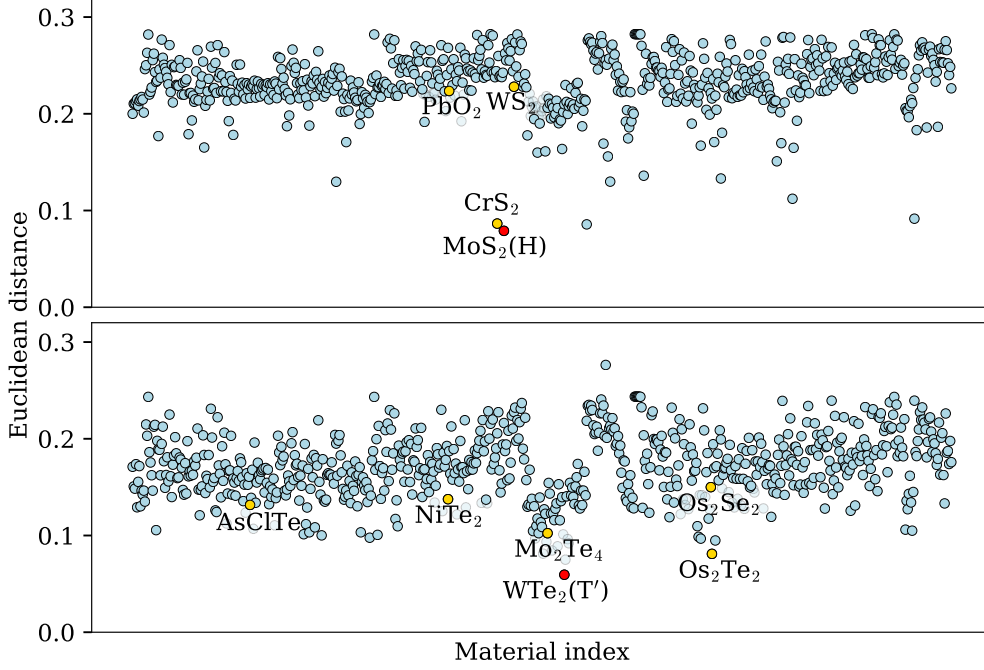 0.3
0.2
PbO₂ WS₂
0.1
CrS₂
MoS₂(H)
0.0
Euclidean distance
0.3
0.2
Os₂Se₂
AsClTe
NiTe₂
0.1
Mo₂Te₄
Os₂Te₂
WTe₂(T′)
0.0
Material index